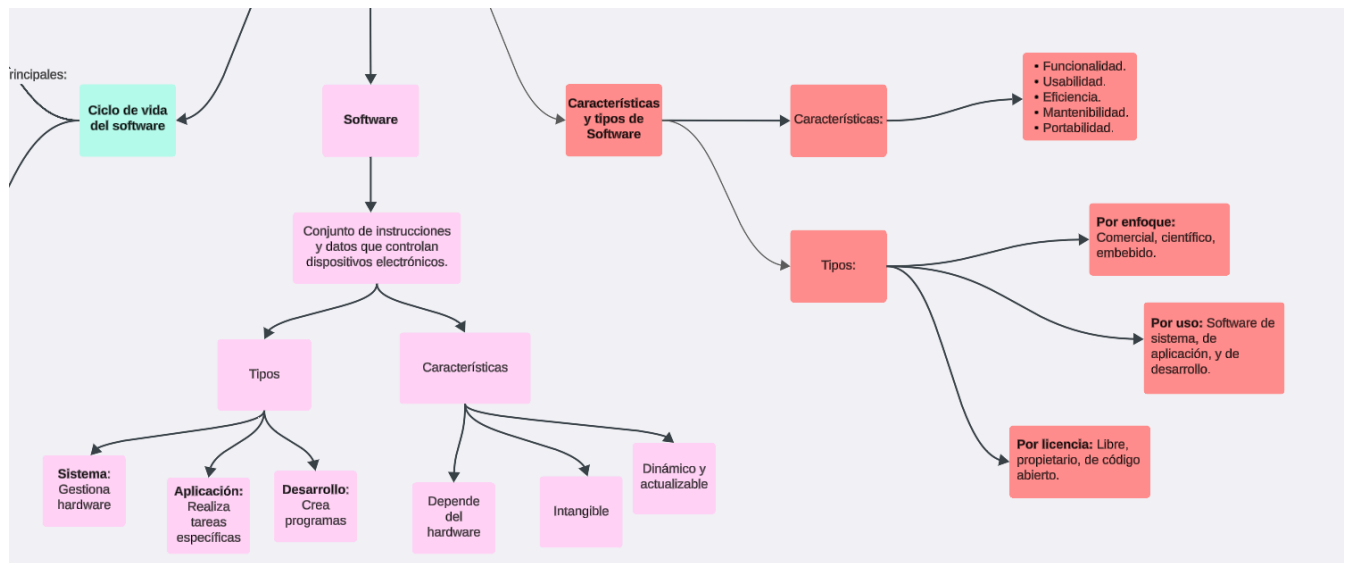 rincipales:
Ciclo de vida
del software
Software
Conjunto de instrucciones
y datos que controlan
dispositivos electrónicos.
Tipos
Sistema:
Gestiona
hardware
Aplicación:
Realiza
tareas
específicas
Desarrollo:
Crea
programas
Características
Depende
del
hardware
Intangible
Dinámico y
actualizable
Características
y tipos de
Software
Características:
• Funcionalidad.
• Usabilidad.
• Eficiencia.
• Mantenibilidad.
• Portabilidad.
Tipos:
Por enfoque:
Comercial, científico,
embebido.
Por uso: Software de
sistema, de
aplicación, y de
desarrollo.
Por licencia: Libre,
propietario, de código
abierto.